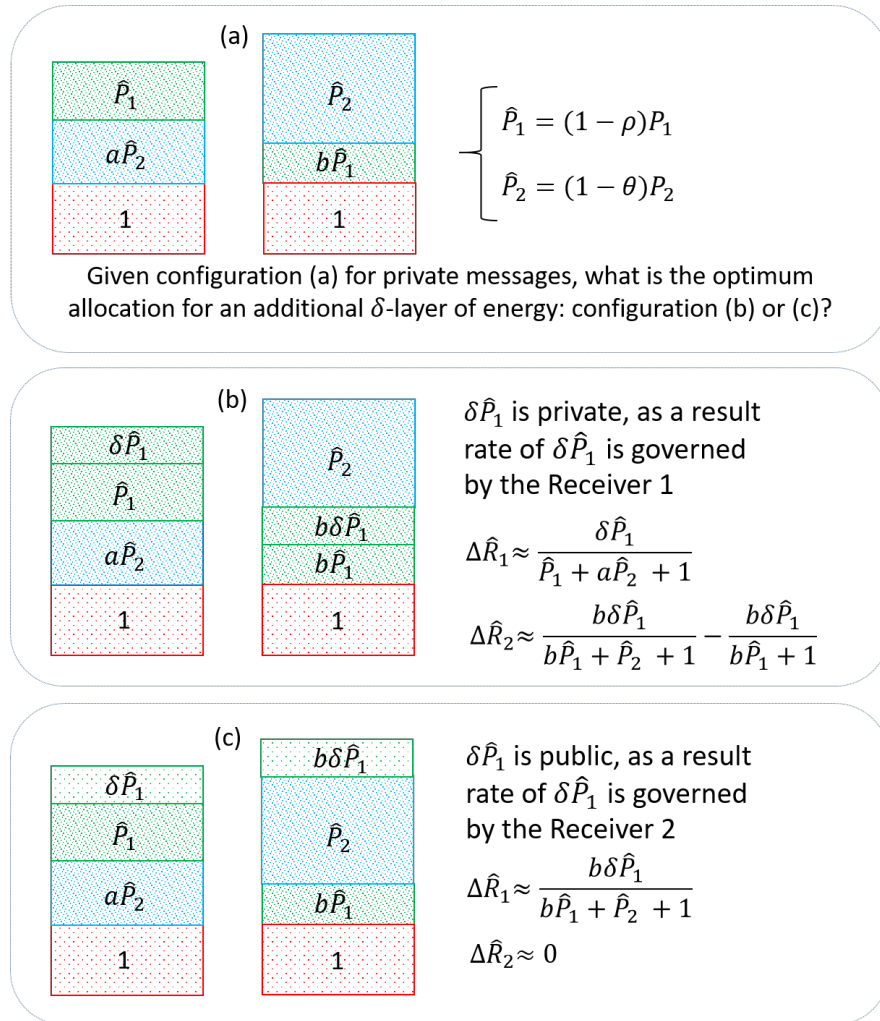 (a)
P̂₁
aP̂₂
1
P̂₂
bP̂₁
1
P̂₁ = (1 − ρ)P₁
P̂₂ = (1 − θ)P₂
Given configuration (a) for private messages, what is the optimum
allocation for an additional δ-layer of energy: configuration (b) or (c)?
(b)
δP̂₁
P̂₁
aP̂₂
1
P̂₂
bδP̂₁
bP̂₁
1
δP̂₁ is private, as a result
rate of δP̂₁ is governed
by the Receiver 1
ΔR̂₁ ≈ δP̂₁ / (P̂₁ + aP̂₂ + 1)
ΔR̂₂ ≈ bδP̂₁ / (bP̂₁ + P̂₂ + 1) − bδP̂₁ / (bP̂₁ + 1)
(c)
δP̂₁
P̂₁
aP̂₂
1
bδP̂₁
P̂₂
bP̂₁
1
δP̂₁ is public, as a result
rate of δP̂₁ is governed
by the Receiver 2
ΔR̂₁ ≈ bδP̂₁ / (bP̂₁ + P̂₂ + 1)
ΔR̂₂ ≈ 0